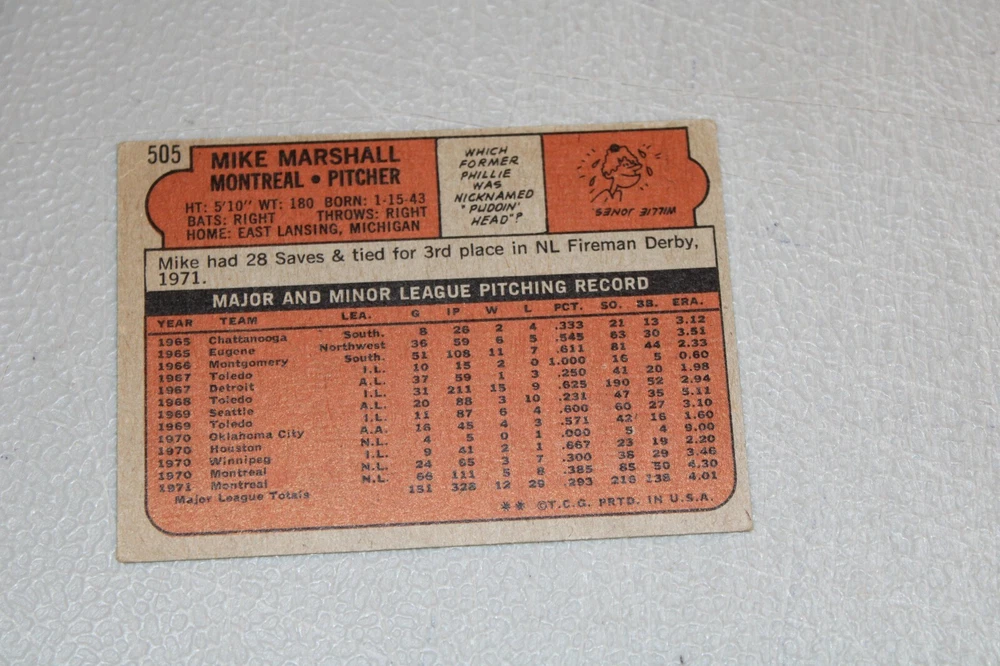 505
MIKE MARSHALL
MONTREAL • PITCHER
HT: 5'10" WT: 180 BORN: 1-15-43
BATS: RIGHT THROWS: RIGHT
HOME: EAST LANSING, MICHIGAN
WHICH
FORMER
PHILLIE
WAS
NICKNAMED
"PUDDIN'
HEAD"?
WILLIE JONES
Mike had 28 Saves & tied for 3rd place in NL Fireman Derby,
1971.
MAJOR AND MINOR LEAGUE PITCHING RECORD
YEAR TEAM LEA. G IP W L PCT. SO. BB. ERA.
1965 Chattanooga South. 8 26 2 4 .333 21 13 3.12
1965 Eugene Northwest 36 59 6 5 .545 63 30 3.51
1966 Montgomery South. 51 108 11 7 .611 81 44 2.33
1967 Toledo I.L. 10 15 2 0 1.000 16 5 0.60
1967 Detroit A.L. 37 59 1 3 .250 41 20 1.98
1968 Toledo I.L. 31 211 15 9 .625 190 52 2.94
1969 Seattle A.L. 20 88 3 10 .231 47 35 5.11
1969 Toledo I.L. 11 87 6 4 .600 60 27 3.10
1970 Oklahoma City A.A. 16 45 4 3 .571 42 16 1.60
1970 Houston N.L. 4 5 0 1 .000 5 4 9.00
1970 Winnipeg I.L. 9 41 2 1 .667 23 19 2.20
1970 Montreal N.L. 24 65 3 7 .300 38 29 3.46
1971 Montreal N.L. 66 111 5 8 .385 85 50 4.30
Major League Totals 151 328 12 29 .293 216 138 4.01
** ©T.C.G. PRTD. IN U.S.A.